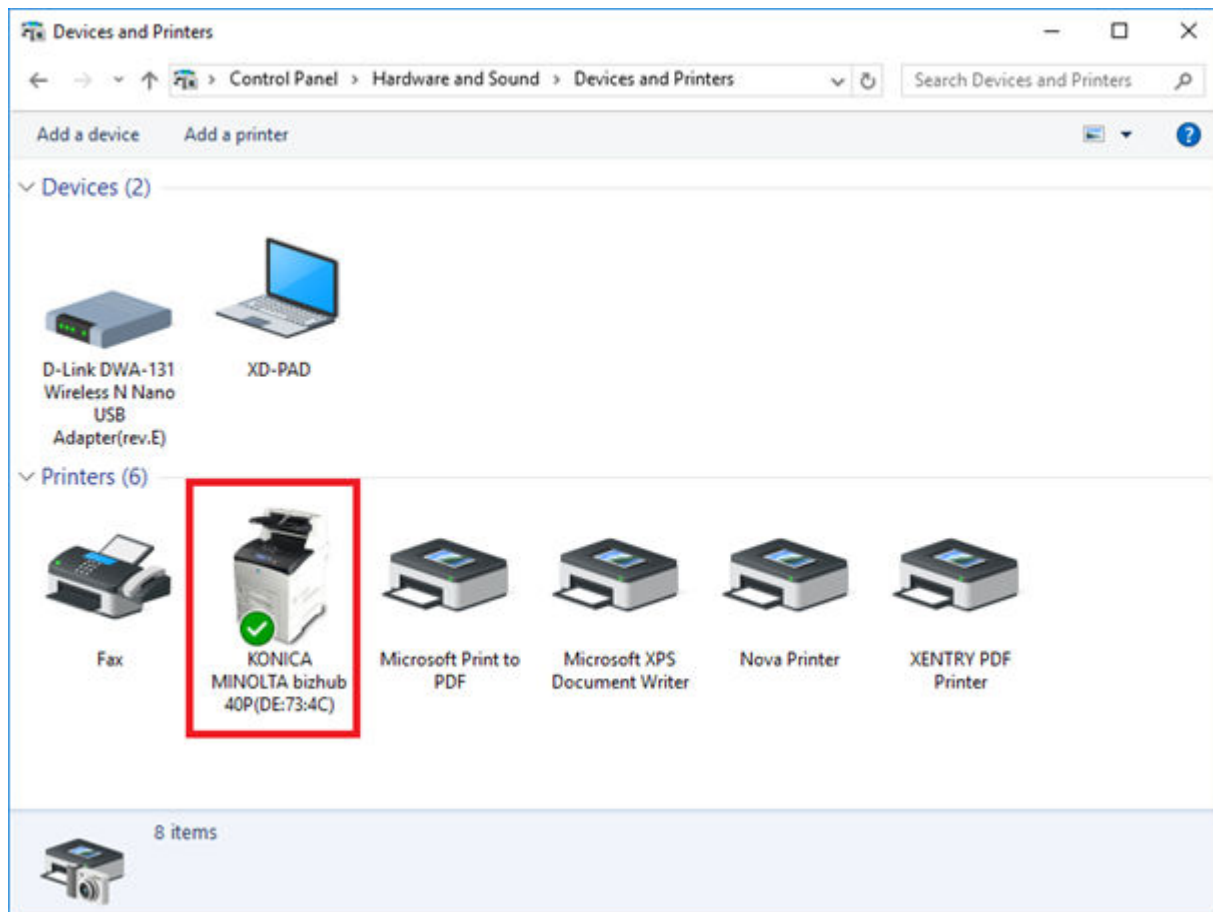 Devices and Printers
Control Panel > Hardware and Sound > Devices and Printers
Search Devices and Printers
Add a device Add a printer
Devices (2)
D-Link DWA-131
Wireless N Nano
USB
Adapter(rev.E)
XD-PAD
Printers (6)
Fax
KONICA
MINOLTA bizhub
40P(DE:73:4C)
Microsoft Print to
PDF
Microsoft XPS
Document Writer
Nova Printer
XENTRY PDF
Printer
8 items